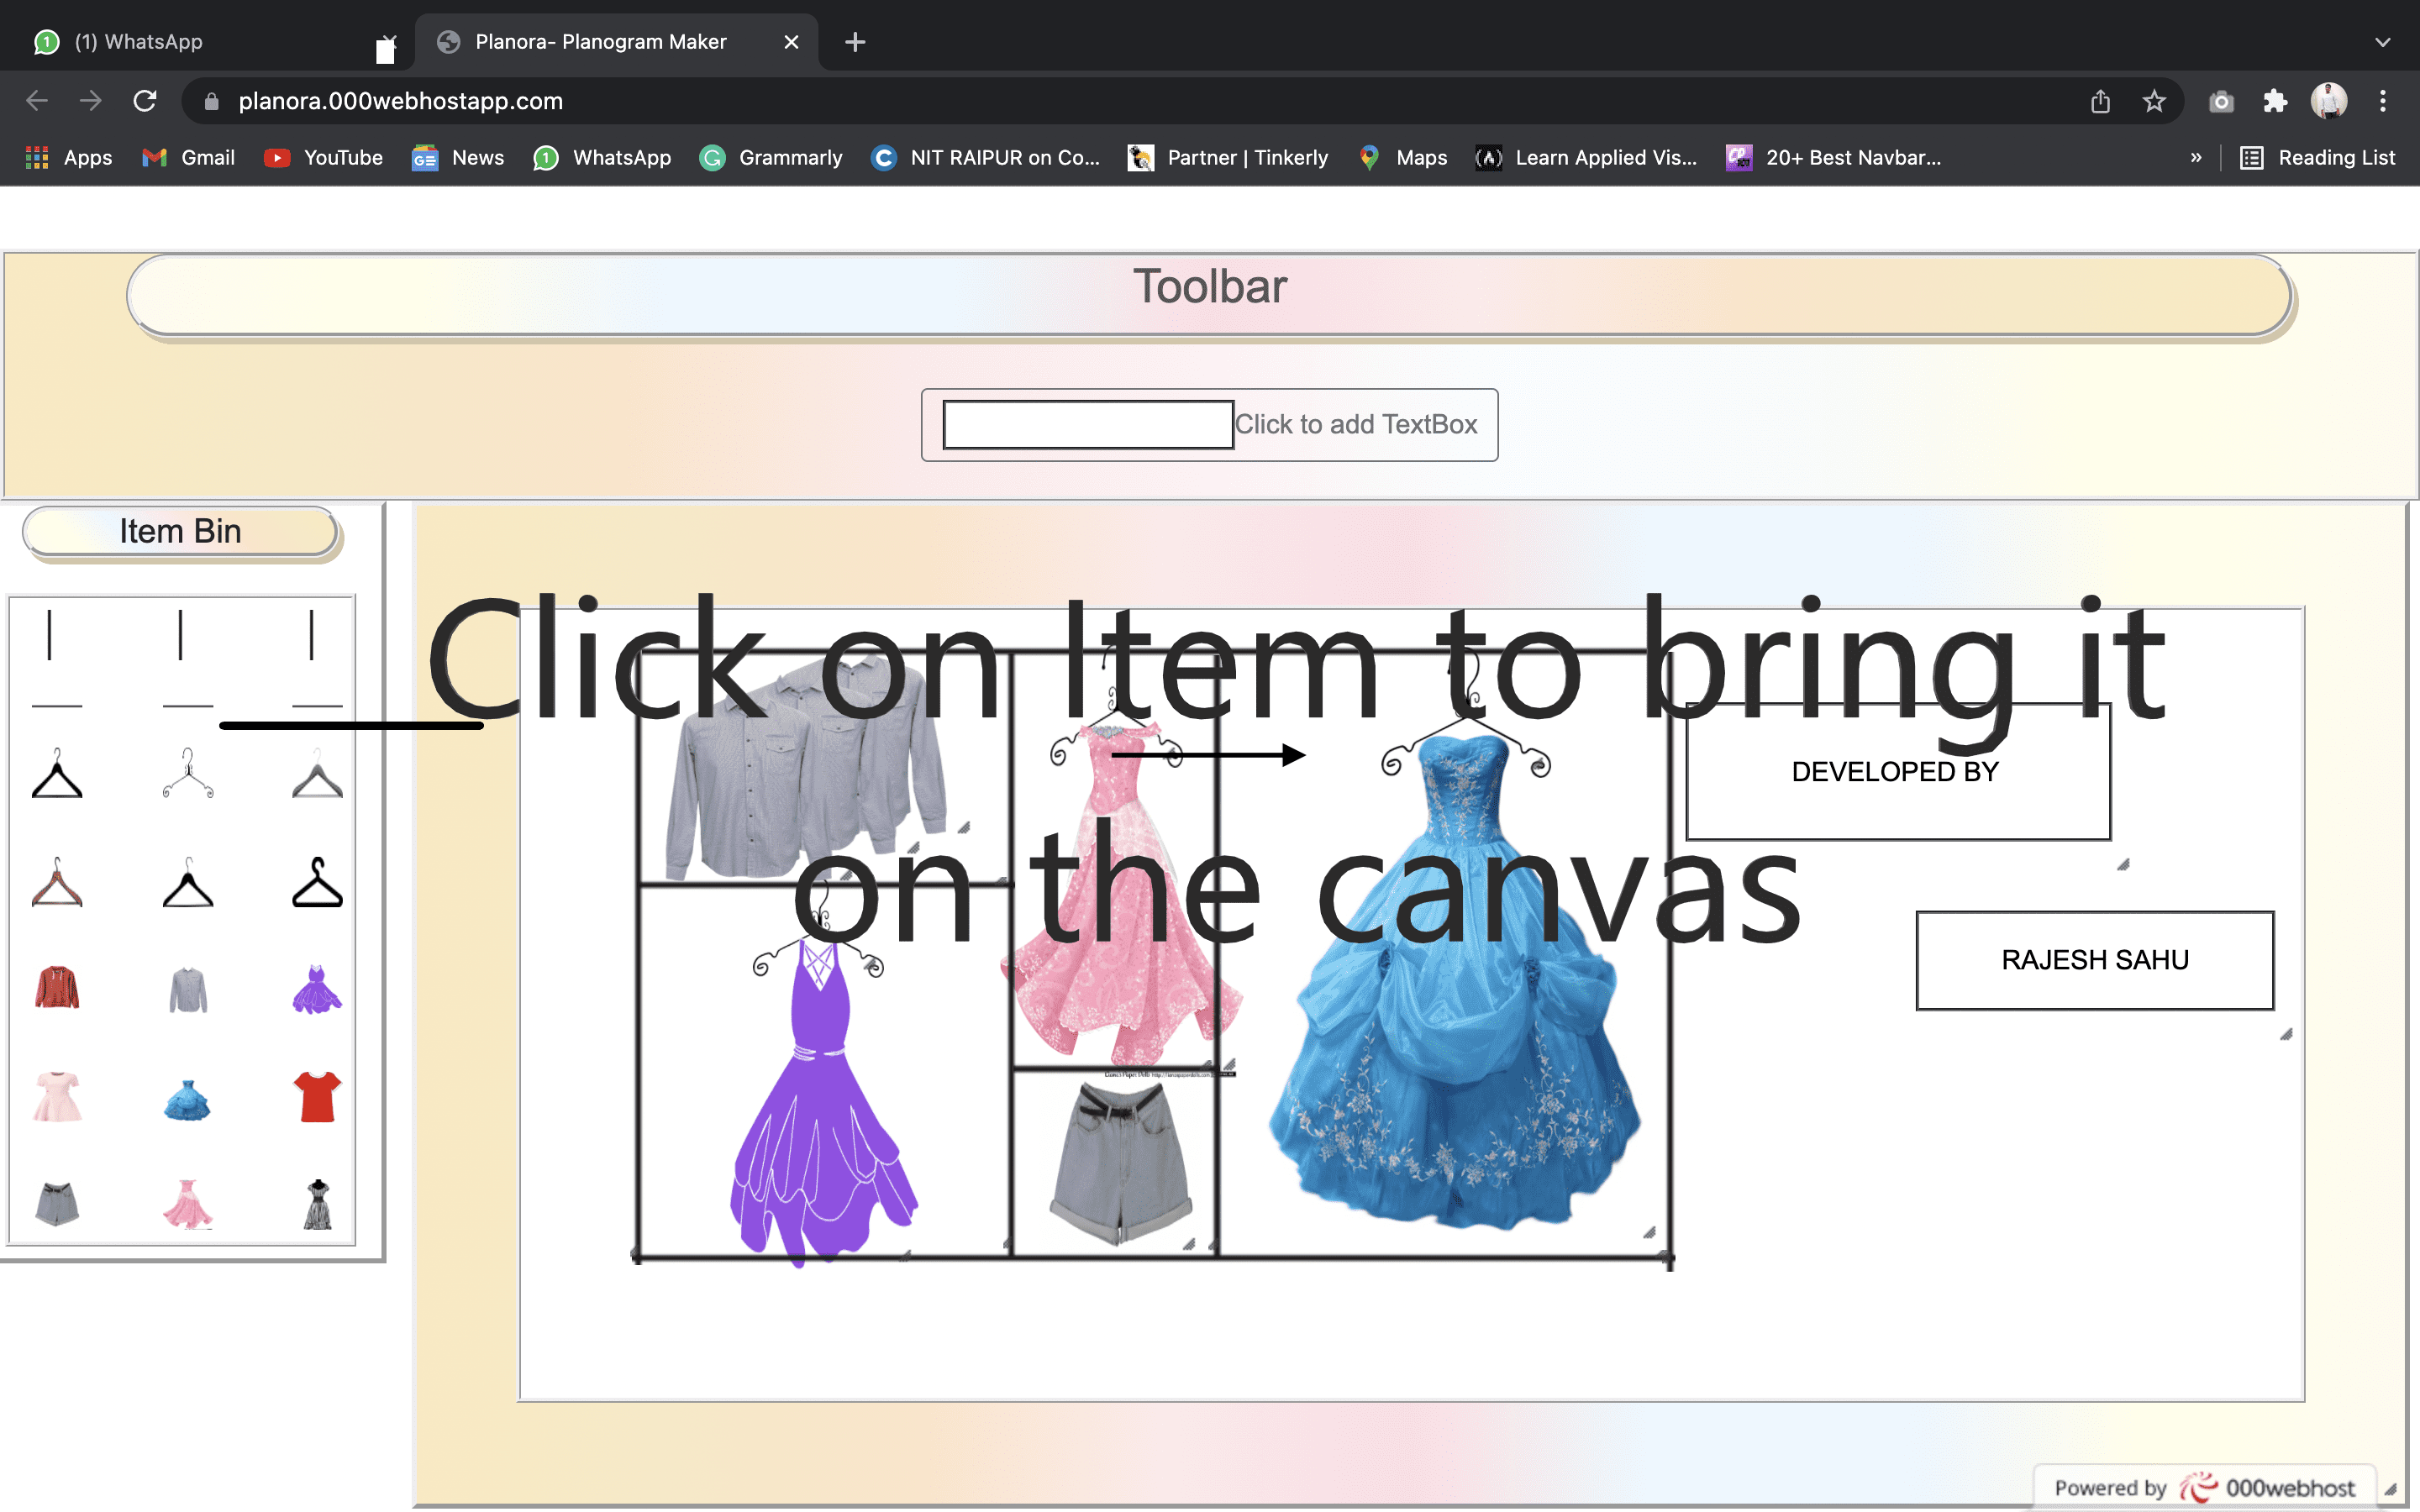 (1) WhatsApp
Planora- Planogram Maker
planora.000webhostapp.com
Apps
Gmail
YouTube
News
WhatsApp
Grammarly
NIT RAIPUR on Co...
Partner | Tinkerly
Maps
Learn Applied Vis...
20+ Best Navbar...
»
Reading List
Toolbar
Click to add TextBox
Item Bin
Click on Item to bring it
on the canvas
DEVELOPED BY
RAJESH SAHU
Powered by 000webhost